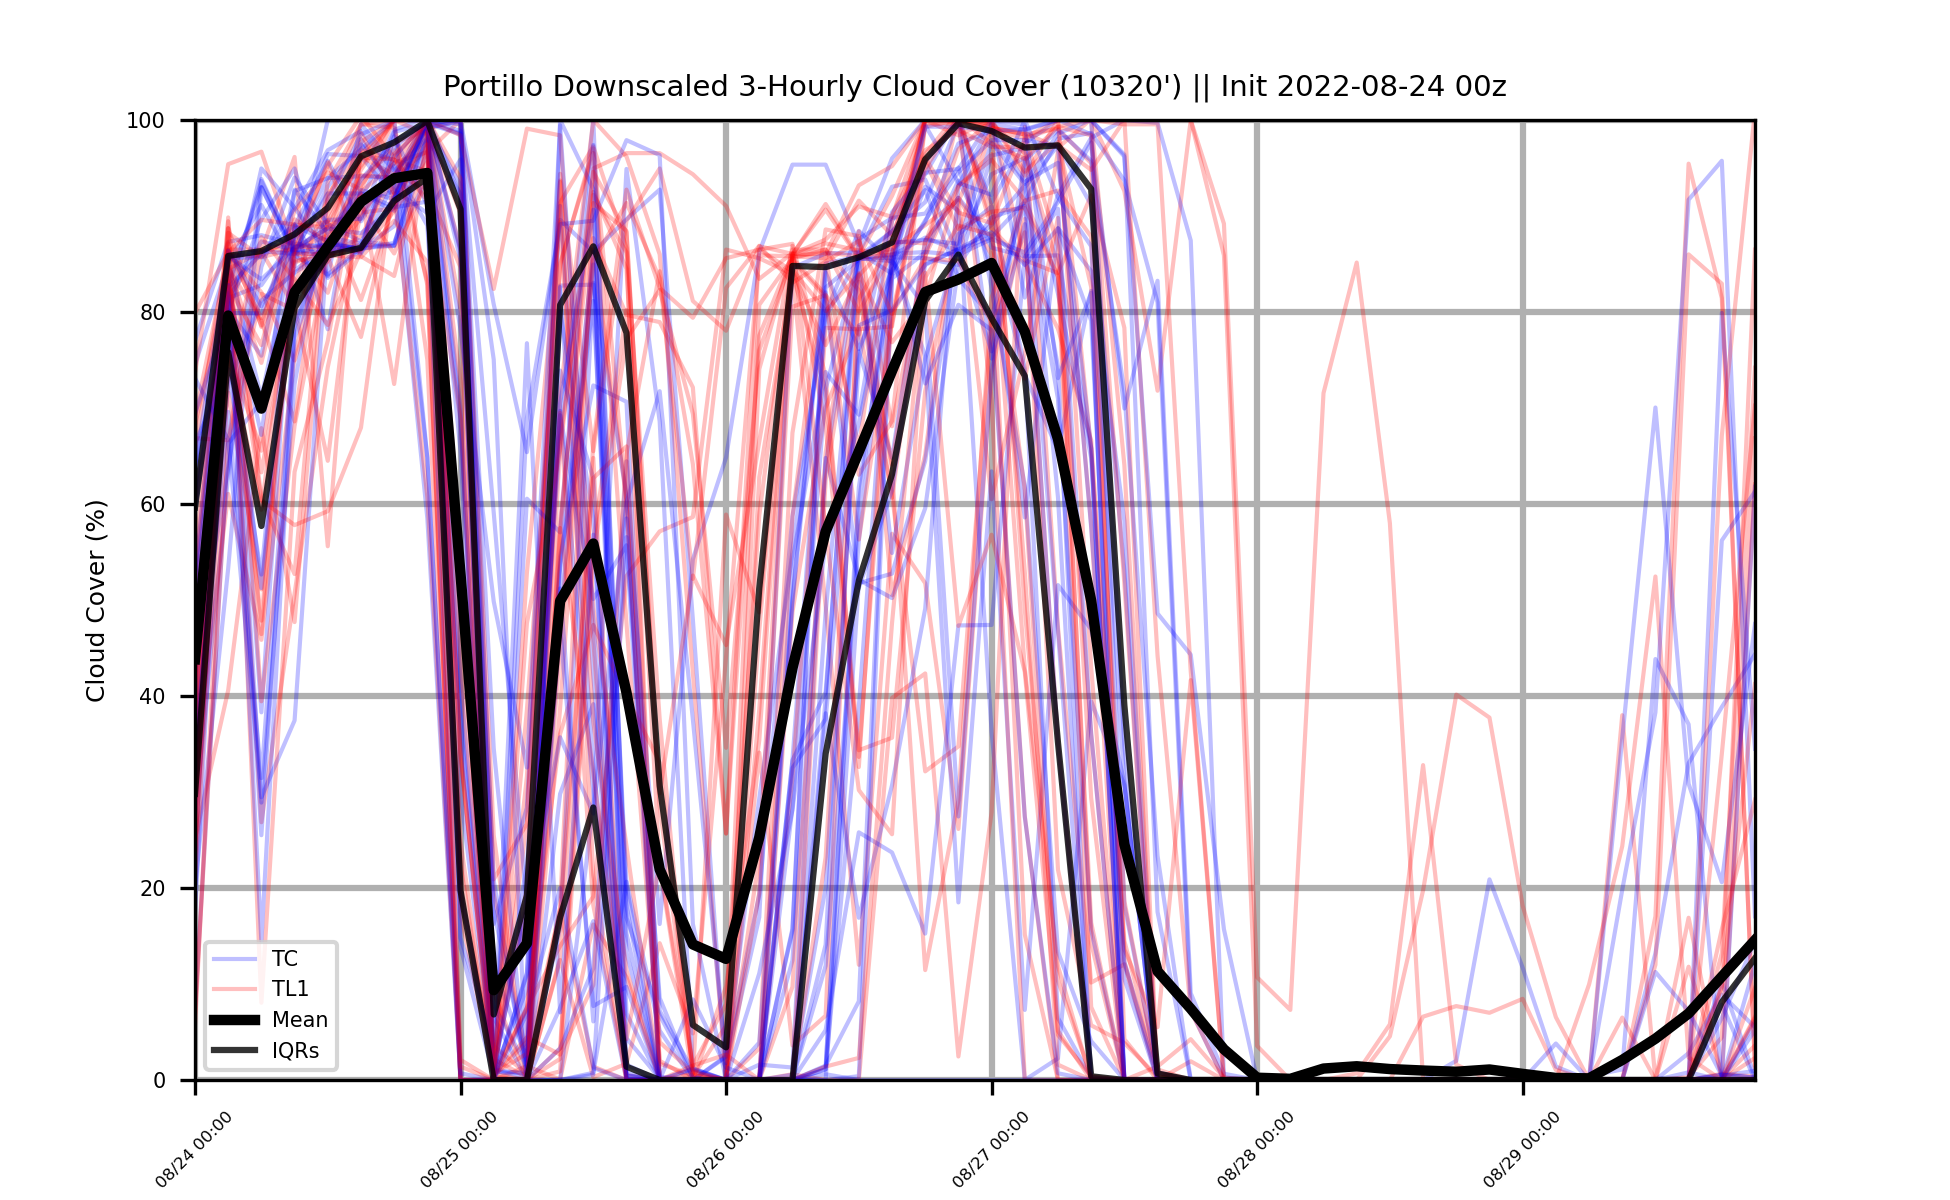 Portillo Downscaled 3-Hourly Cloud Cover (10320') || Init 2022-08-24 00z
Cloud Cover (%)
100
80
60
40
20
0
TC
TL1
Mean
IQRs
08/24 00:00
08/25 00:00
08/26 00:00
08/27 00:00
08/28 00:00
08/29 00:00